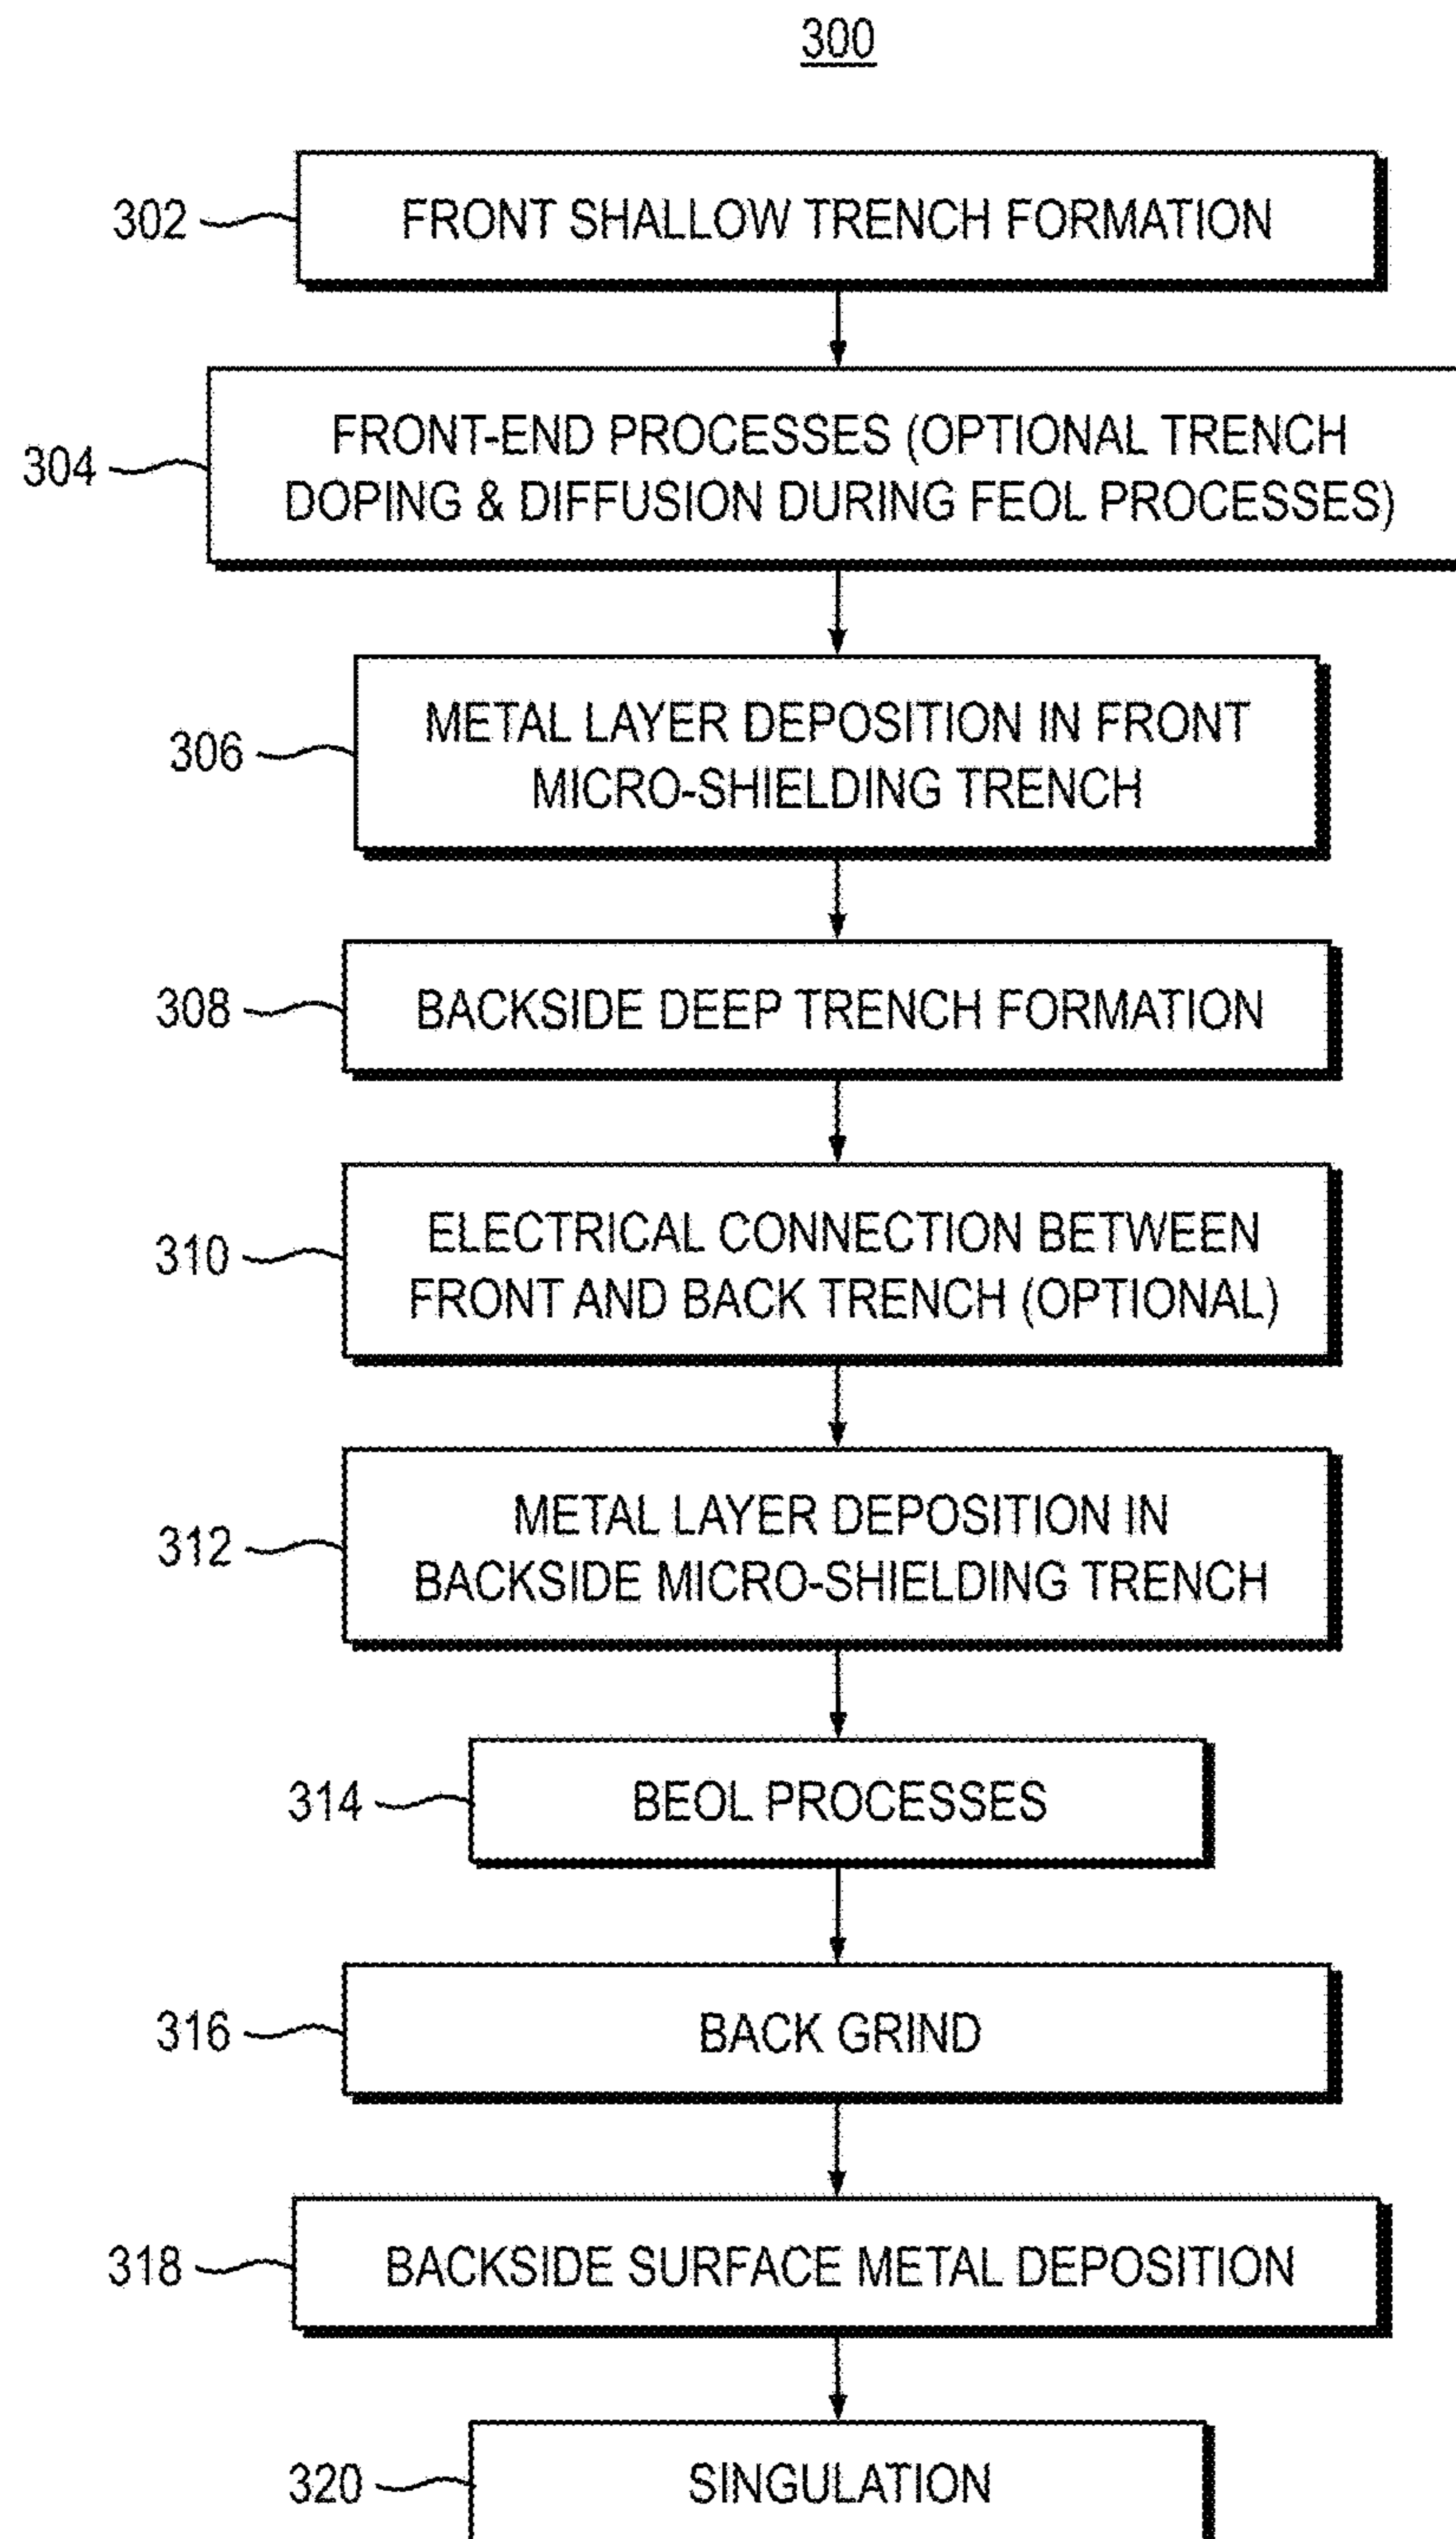 300
302
FRONT SHALLOW TRENCH FORMATION
304
FRONT-END PROCESSES (OPTIONAL TRENCH
DOPING & DIFFUSION DURING FEOL PROCESSES)
306
METAL LAYER DEPOSITION IN FRONT
MICRO-SHIELDING TRENCH
308
BACKSIDE DEEP TRENCH FORMATION
310
ELECTRICAL CONNECTION BETWEEN
FRONT AND BACK TRENCH (OPTIONAL)
312
METAL LAYER DEPOSITION IN
BACKSIDE MICRO-SHIELDING TRENCH
314
BEOL PROCESSES
316
BACK GRIND
318
BACKSIDE SURFACE METAL DEPOSITION
320
SINGULATION